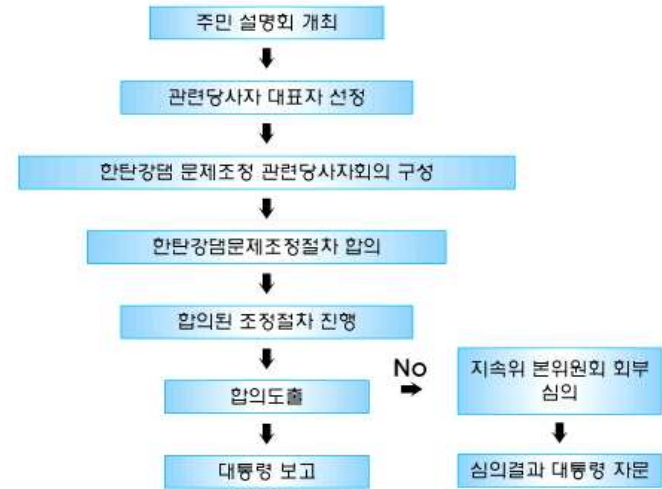 주민 설명회 개최
관련당사자 대표자 선정
한탄강댐 문제조정 관련당사자회의 구성
한탄강댐문제조정절차 합의
합의된 조정절차 진행
합의도출
No
지속위 본위원회 회부
심의
대통령 보고
심의결과 대통령 자문